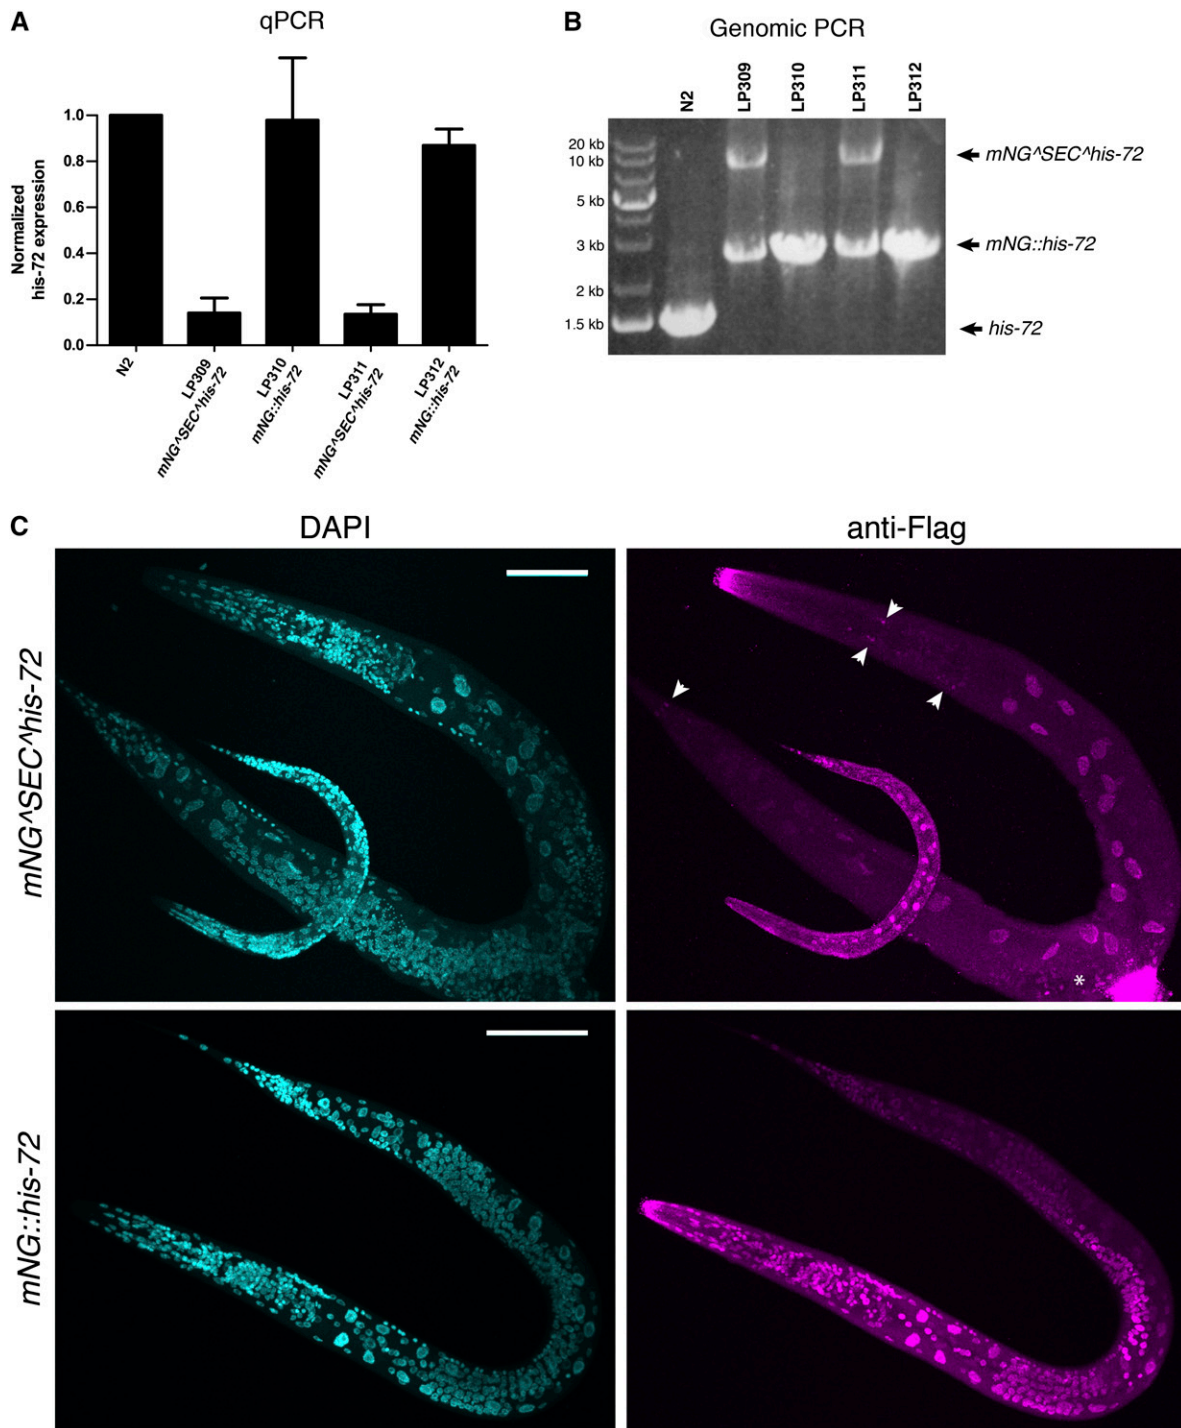 A
qPCR
Normalized
his-72 expression
1.0
0.8
0.6
0.4
0.2
0.0
N2
LP309
mNG^SEC^his-72
LP310
mNG::his-72
LP311
mNG^SEC^his-72
LP312
mNG::his-72
B
Genomic PCR
N2
LP309
LP310
LP311
LP312
20 kb
10 kb
5 kb
3 kb
2 kb
1.5 kb
mNG^SEC^his-72
mNG::his-72
his-72
C
DAPI
anti-Flag
mNG^SEC^his-72
*
mNG::his-72